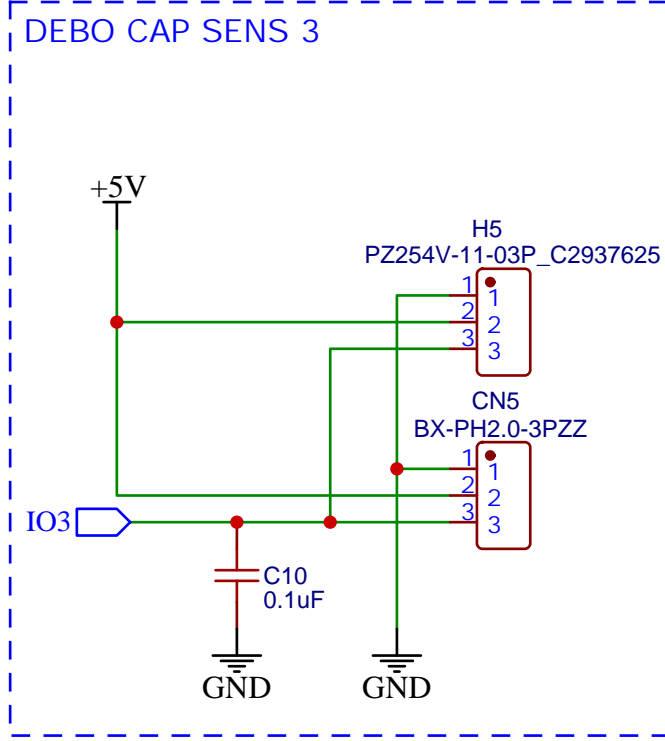 DEBO CAP SENS 3
+5V
H5
PZ254V-11-03P_C2937625
1 1
2 2
3 3
CN5
BX-PH2.0-3PZZ
1 1
2 2
3 3
IO3
C10
0.1uF
GND
GND